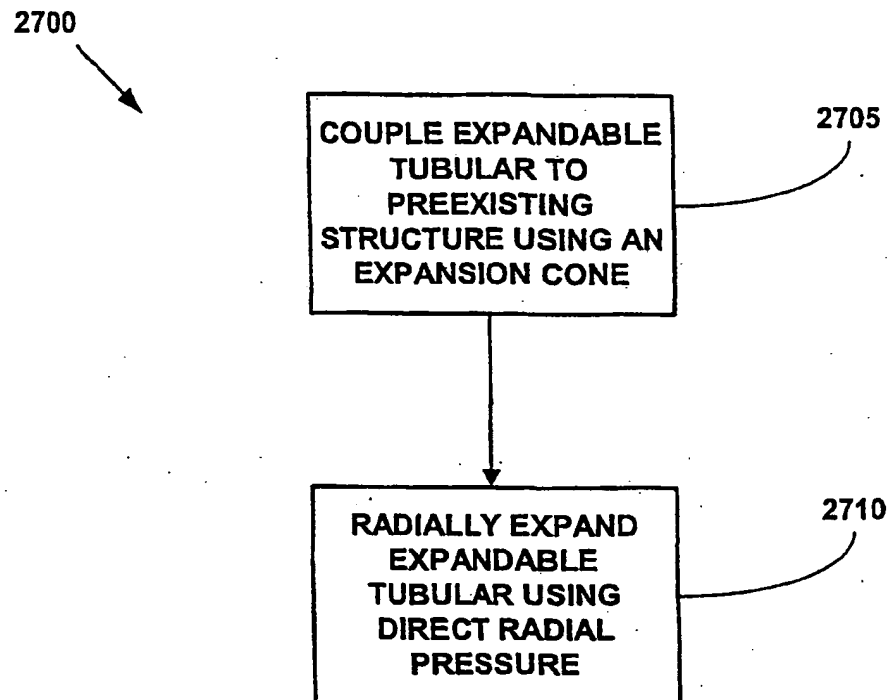 2700
COUPLE EXPANDABLE
TUBULAR TO
PREEXISTING
STRUCTURE USING AN
EXPANSION CONE
2705
RADIALLY EXPAND
EXPANDABLE
TUBULAR USING
DIRECT RADIAL
PRESSURE
2710